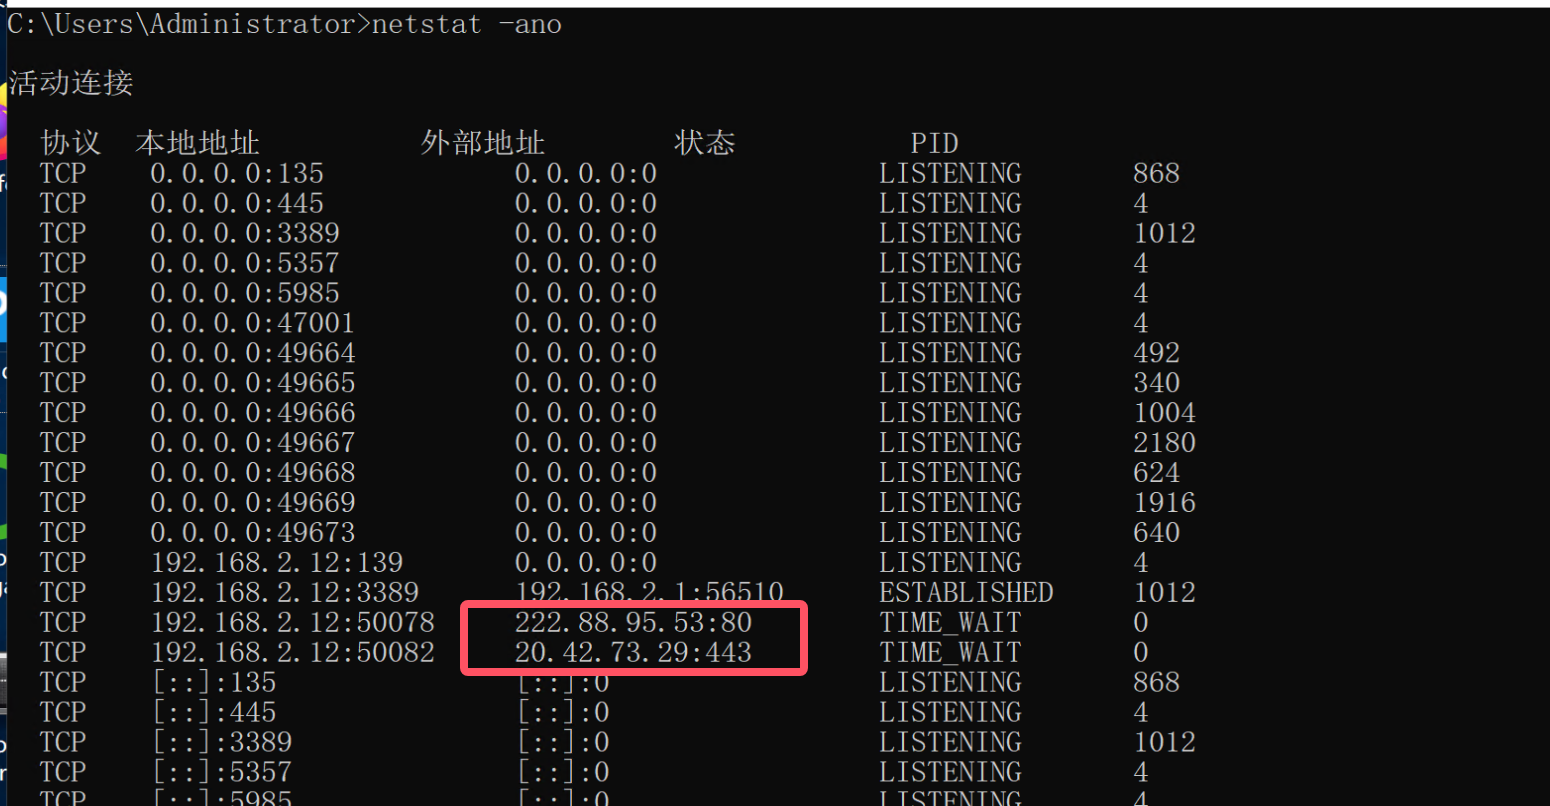 C:\Users\Administrator>netstat -ano
活动连接
协议 本地地址 外部地址 状态 PID
TCP 0.0.0.0:135 0.0.0.0:0 LISTENING 868
TCP 0.0.0.0:445 0.0.0.0:0 LISTENING 4
TCP 0.0.0.0:3389 0.0.0.0:0 LISTENING 1012
TCP 0.0.0.0:5357 0.0.0.0:0 LISTENING 4
TCP 0.0.0.0:5985 0.0.0.0:0 LISTENING 4
TCP 0.0.0.0:47001 0.0.0.0:0 LISTENING 4
TCP 0.0.0.0:49664 0.0.0.0:0 LISTENING 492
TCP 0.0.0.0:49665 0.0.0.0:0 LISTENING 340
TCP 0.0.0.0:49666 0.0.0.0:0 LISTENING 1004
TCP 0.0.0.0:49667 0.0.0.0:0 LISTENING 2180
TCP 0.0.0.0:49668 0.0.0.0:0 LISTENING 624
TCP 0.0.0.0:49669 0.0.0.0:0 LISTENING 1916
TCP 0.0.0.0:49673 0.0.0.0:0 LISTENING 640
TCP 192.168.2.12:139 0.0.0.0:0 LISTENING 4
TCP 192.168.2.12:3389 192.168.2.1:56510 ESTABLISHED 1012
TCP 192.168.2.12:50078 222.88.95.53:80 TIME_WAIT 0
TCP 192.168.2.12:50082 20.42.73.29:443 TIME_WAIT 0
TCP [::]:135 [::]:0 LISTENING 868
TCP [::]:445 [::]:0 LISTENING 4
TCP [::]:3389 [::]:0 LISTENING 1012
TCP [::]:5357 [::]:0 LISTENING 4
TCP [::]:5985 [::]:0 LISTENING 4